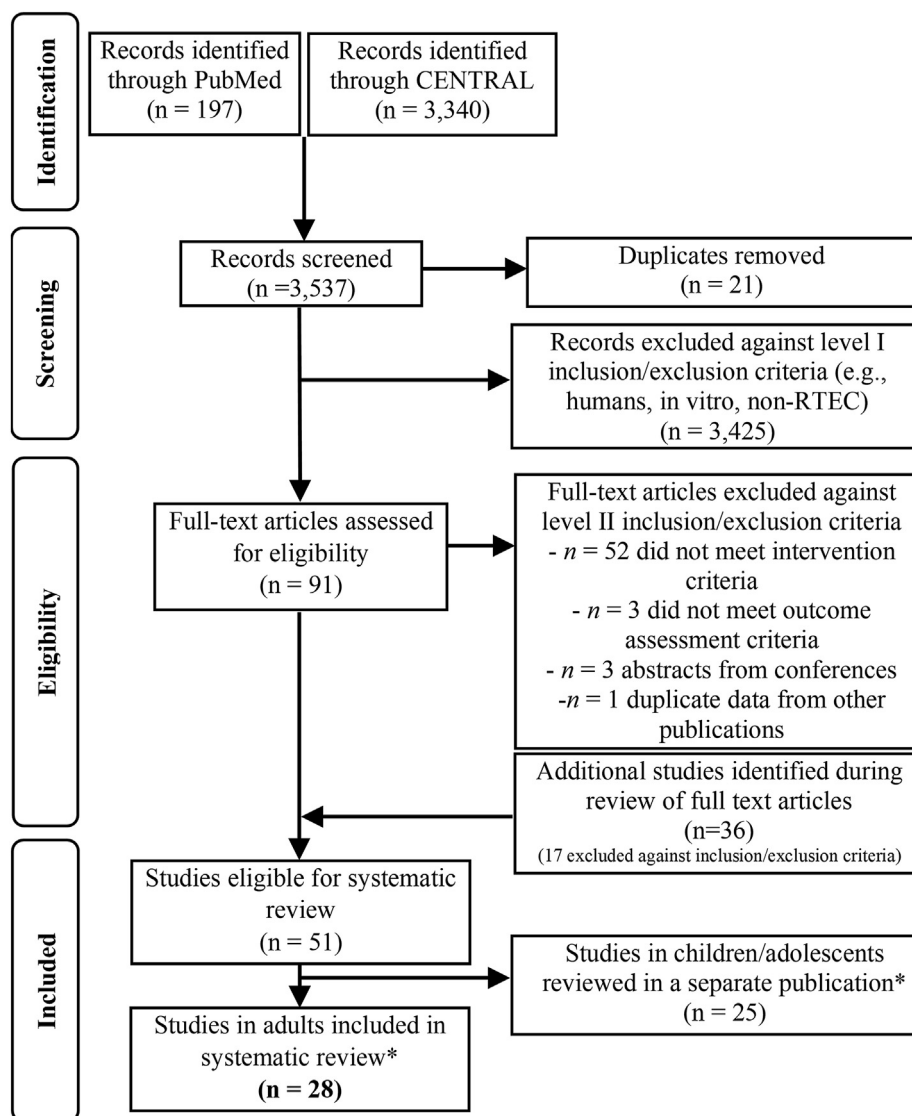 Identification
Records identified
through PubMed
(n = 197)
Records identified
through CENTRAL
(n = 3,340)
Screening
Records screened
(n =3,537)
Duplicates removed
(n = 21)
Records excluded against level I
inclusion/exclusion criteria (e.g.,
humans, in vitro, non-RTEC)
(n = 3,425)
Eligibility
Full-text articles assessed
for eligibility
(n = 91)
Full-text articles excluded against
level II inclusion/exclusion criteria
- n = 52 did not meet intervention
criteria
- n = 3 did not meet outcome
assessment criteria
- n = 3 abstracts from conferences
-n = 1 duplicate data from other
publications
Additional studies identified during
review of full text articles
(n=36)
(17 excluded against inclusion/exclusion criteria)
Included
Studies eligible for systematic
review
(n = 51)
Studies in children/adolescents
reviewed in a separate publication*
(n = 25)
Studies in adults included in
systematic review*
(n = 28)